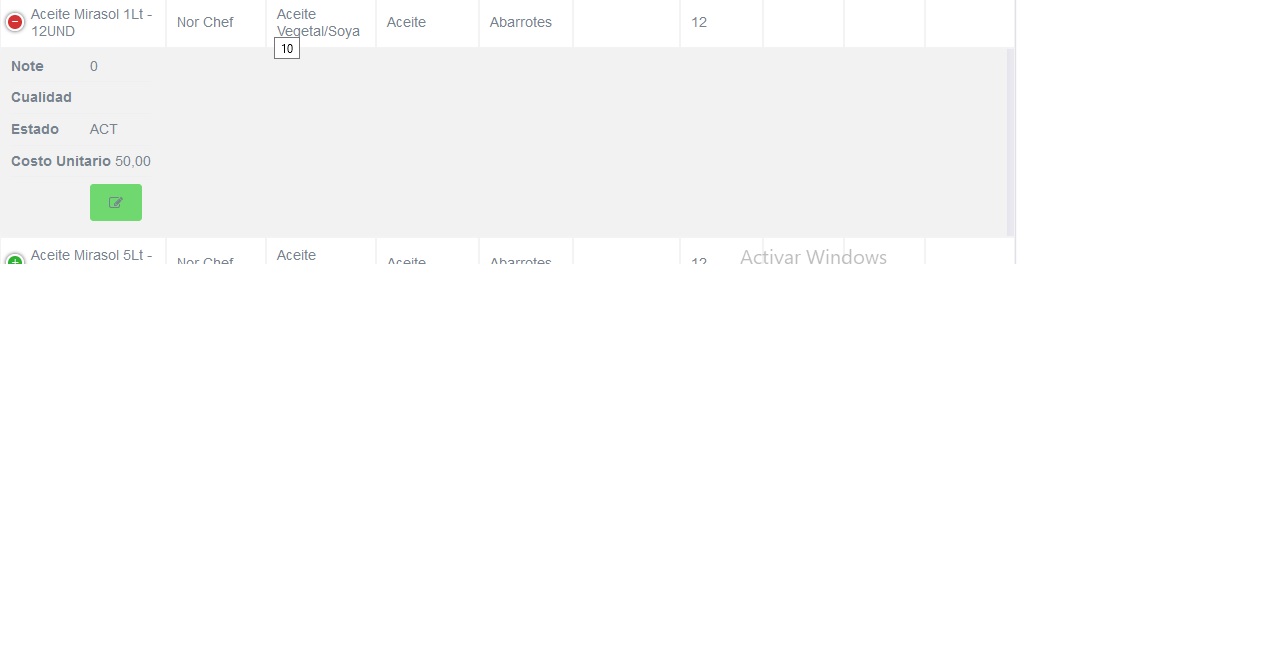 Aceite Mirasol 1Lt -
12UND
Nor Chef
Aceite
Vegetal/Soya
Aceite
Abarrotes
12
10
Note 0
Cualidad
Estado ACT
Costo Unitario 50,00
Aceite Mirasol 5Lt -
Nor Chef
Aceite
Aceite
Abarrotes
12
Activar Windows